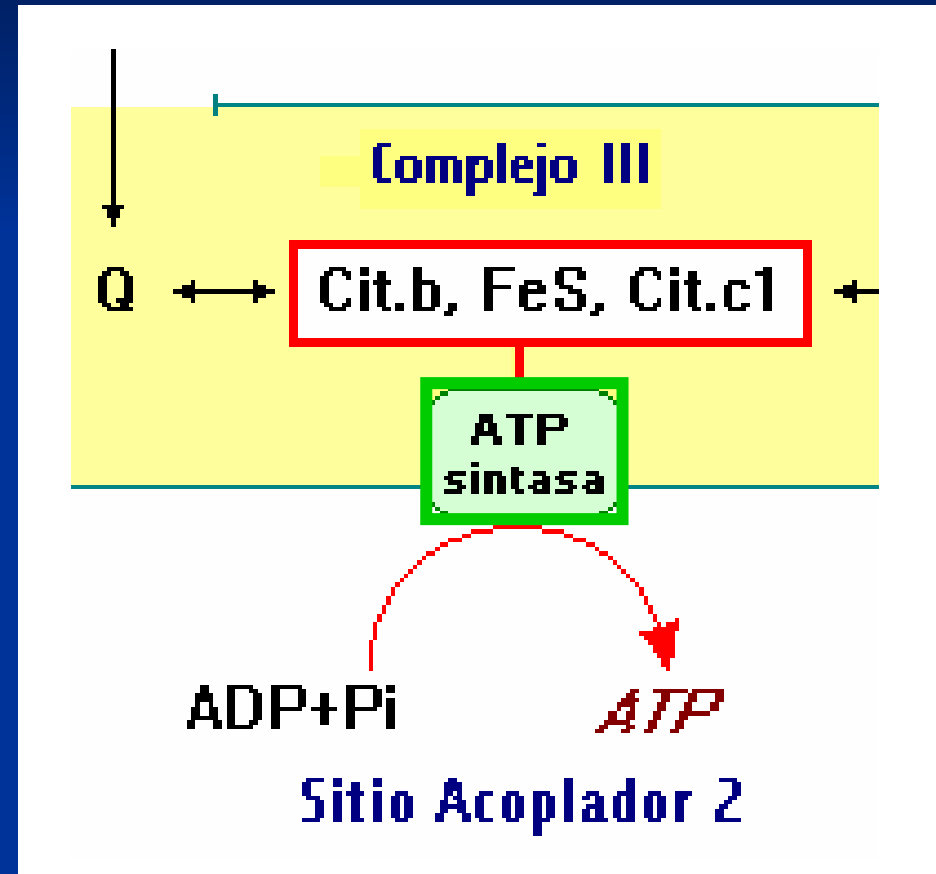 Complejo III
Q Cit.b, FeS, Cit.c1
ATP
sintasa
ADP+Pi ATP
Sitio Acoplador 2